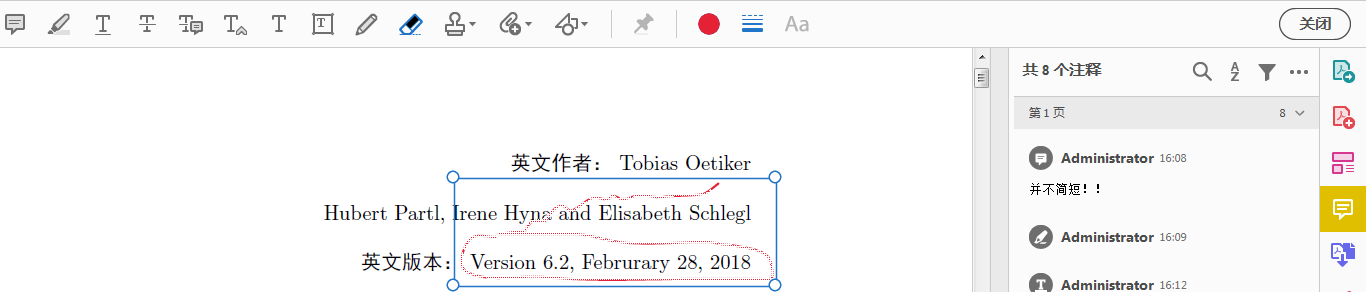 关闭
共 8 个注释
第 1 页 8
Administrator 16:08
并不简短！！
Administrator 16:09
Administrator 16:12
英文作者： Tobias Oetiker
Hubert Partl, Irene Hyna and Elisabeth Schlegl
英文版本： Version 6.2, Februrary 28, 2018
Aa